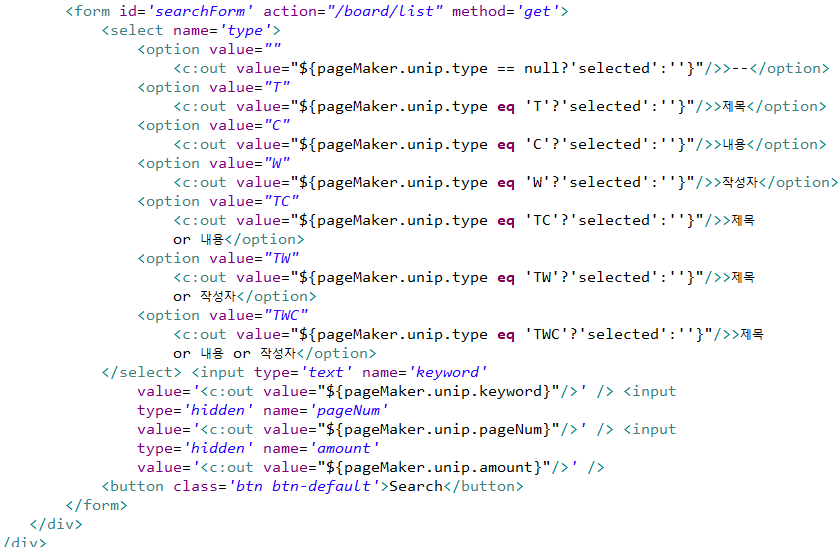 <form id='searchForm' action="/board/list" method='get'>
<select name='type'>
<option value=""
<c:out value="${pageMaker.unip.type == null?'selected':''}"/>>--</option>
<option value="T"
<c:out value="${pageMaker.unip.type eq 'T'?'selected':''}"/>>제목</option>
<option value="C"
<c:out value="${pageMaker.unip.type eq 'C'?'selected':''}"/>>내용</option>
<option value="W"
<c:out value="${pageMaker.unip.type eq 'W'?'selected':''}"/>>작성자</option>
<option value="TC"
<c:out value="${pageMaker.unip.type eq 'TC'?'selected':''}"/>>제목
or 내용</option>
<option value="TW"
<c:out value="${pageMaker.unip.type eq 'TW'?'selected':''}"/>>제목
or 작성자</option>
<option value="TWC"
<c:out value="${pageMaker.unip.type eq 'TWC'?'selected':''}"/>>제목
or 내용 or 작성자</option>
</select> <input type='text' name='keyword'
value='<c:out value="${pageMaker.unip.keyword}"/>' /> <input
type='hidden' name='pageNum'
value='<c:out value="${pageMaker.unip.pageNum}"/>' /> <input
type='hidden' name='amount'
value='<c:out value="${pageMaker.unip.amount}"/>' />
<button class='btn btn-default'>Search</button>
</form>
</div>
/div>